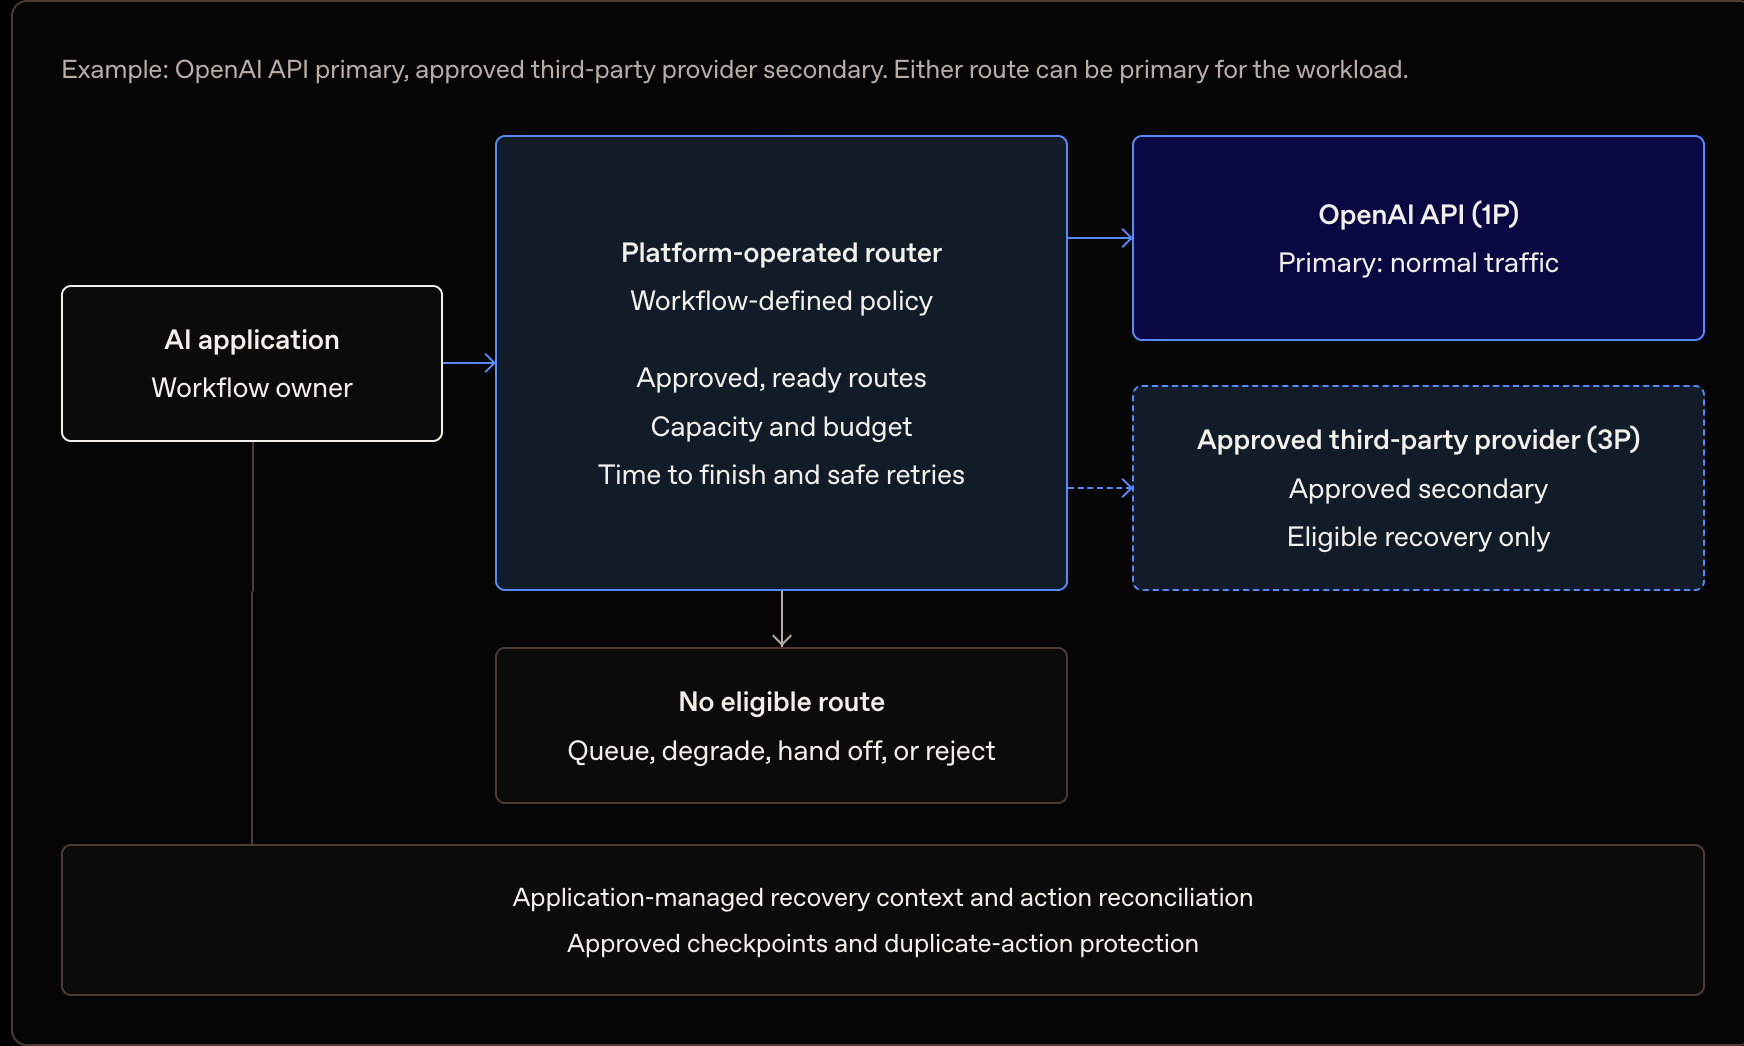 Example: OpenAI API primary, approved third-party provider secondary. Either route can be primary for the workload.
AI application
Workflow owner
Platform-operated router
Workflow-defined policy
Approved, ready routes
Capacity and budget
Time to finish and safe retries
OpenAI API (1P)
Primary: normal traffic
Approved third-party provider (3P)
Approved secondary
Eligible recovery only
No eligible route
Queue, degrade, hand off, or reject
Application-managed recovery context and action reconciliation
Approved checkpoints and duplicate-action protection